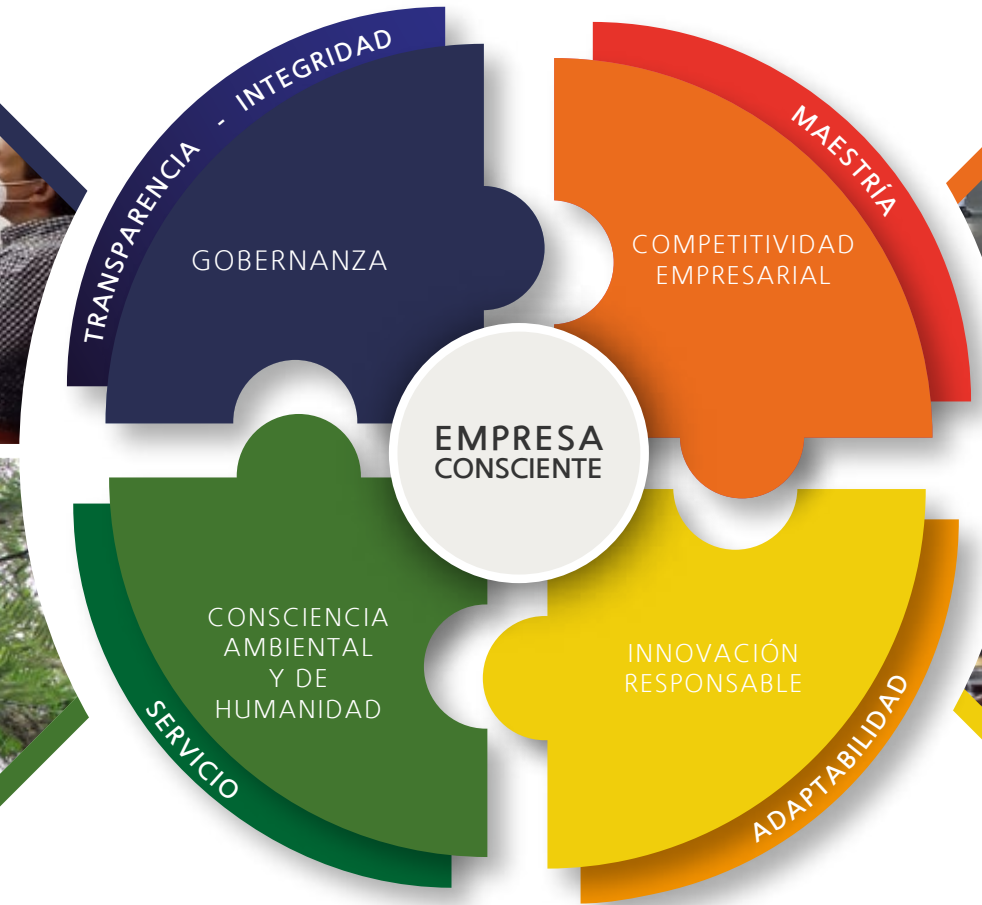 TRANSPARENCIA - INTEGRIDAD
GOBERNANZA
MAESTRÍA
COMPETITIVIDAD
EMPRESARIAL
EMPRESA
CONSCIENTE
CONSCIENCIA
AMBIENTAL
Y DE
HUMANIDAD
SERVICIO
INNOVACIÓN
RESPONSABLE
ADAPTABILIDAD